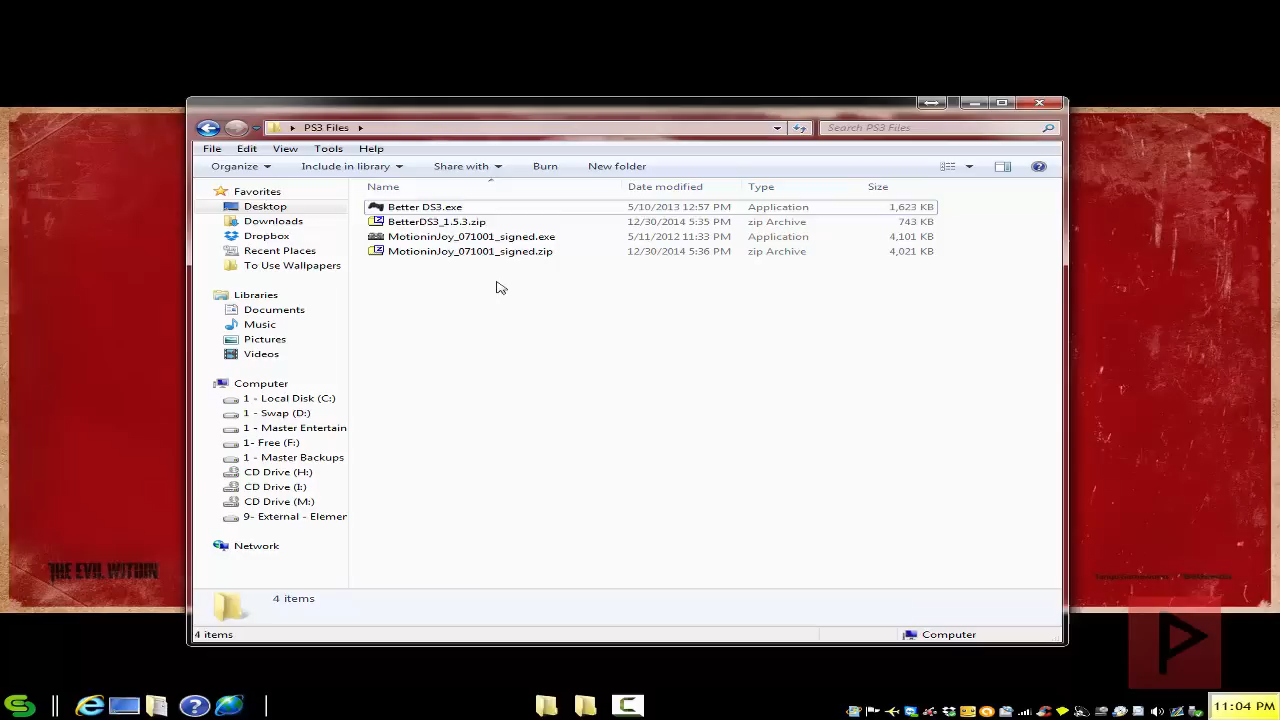 PS3 Files
Search PS3 Files
File Edit View Tools Help
Organize Include in library Share with Burn New folder
Name Date modified Type Size
Favorites
Desktop
Downloads
Dropbox
Recent Places
To Use Wallpapers
Libraries
Documents
Music
Pictures
Videos
Computer
1 - Local Disk (C:)
1 - Swap (D:)
1 - Master Entertain
1- Free (F:)
1 - Master Backups
CD Drive (H:)
CD Drive (I:)
CD Drive (M:)
9- External - Elemer
Network
Better DS3.exe 5/10/2013 12:57 PM Application 1,623 KB
BetterDS3_1.5.3.zip 12/30/2014 5:35 PM zip Archive 743 KB
MotioninJoy_071001_signed.exe 5/11/2012 11:33 PM Application 4,101 KB
MotioninJoy_071001_signed.zip 12/30/2014 5:36 PM zip Archive 4,021 KB
4 items
4 items Computer
THE EVIL WITHIN
11:04 PM